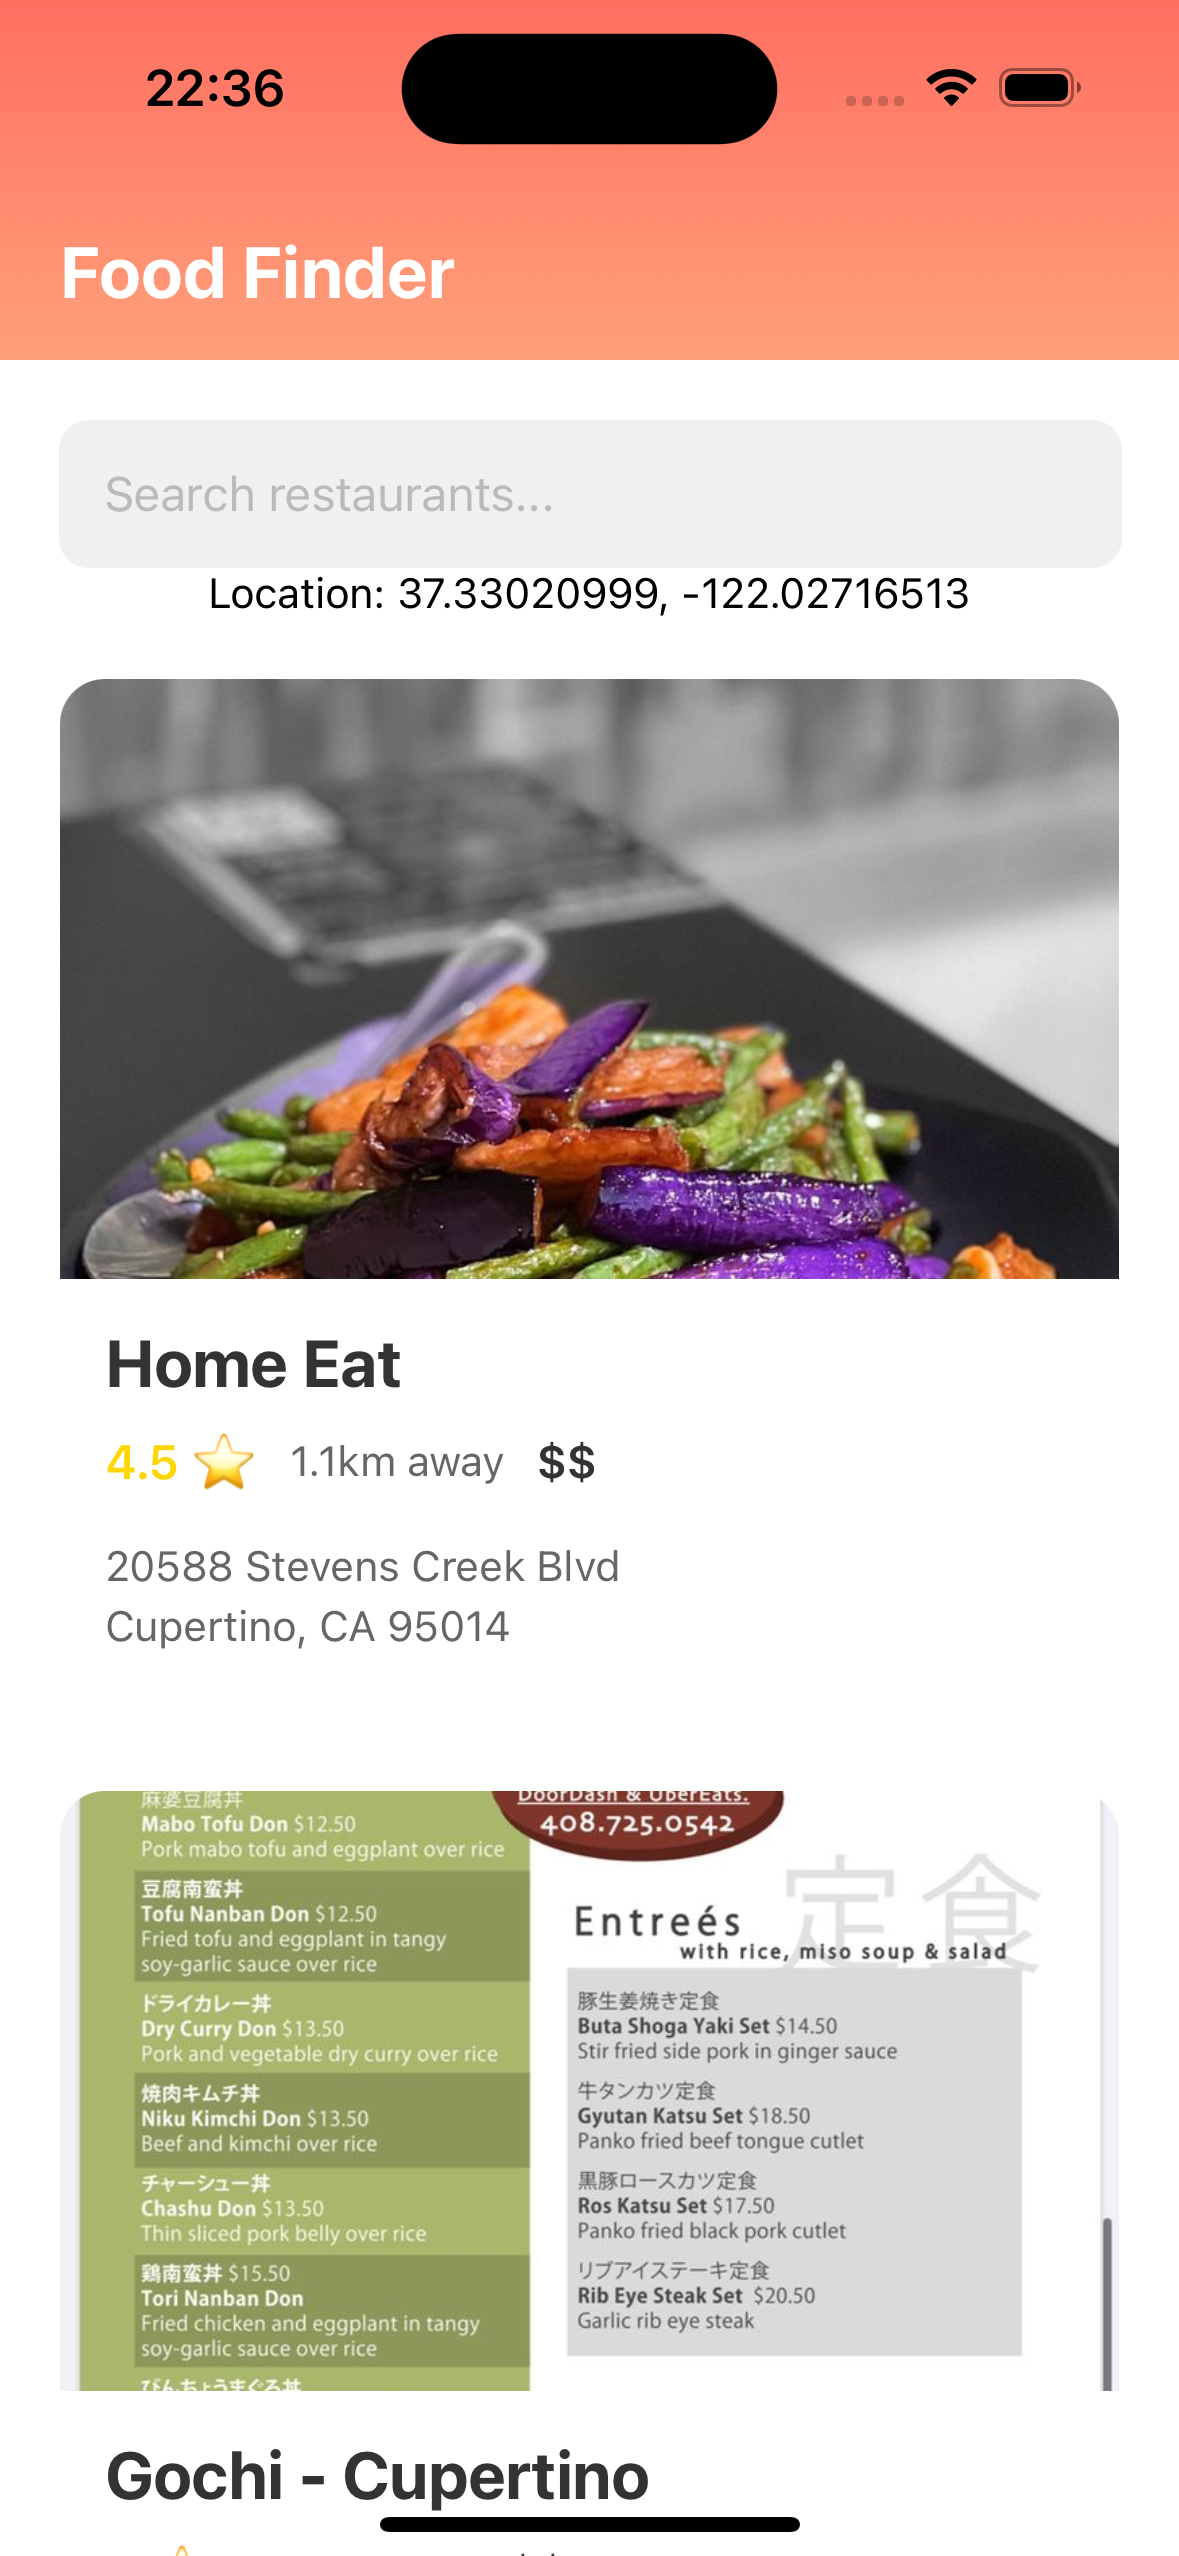 22:36
Food Finder
Search restaurants...
Location: 37.33020999, -122.02716513
Home Eat
4.5 ⭐ 1.1km away $$
20588 Stevens Creek Blvd
Cupertino, CA 95014
麻婆豆腐丼
Mabo Tofu Don $12.50
Pork mabo tofu and eggplant over rice
豆腐南蛮丼
Tofu Nanban Don $12.50
Fried tofu and eggplant in tangy
soy-garlic sauce over rice
ドライカレー丼
Dry Curry Don $13.50
Pork and vegetable dry curry over rice
焼肉キムチ丼
Niku Kimchi Don $13.50
Beef and kimchi over rice
チャーシュー丼
Chashu Don $13.50
Thin sliced pork belly over rice
鶏南蛮丼 $15.50
Tori Nanban Don
Fried chicken and eggplant in tangy
soy-garlic sauce over rice
びんちょうまぐろ丼
DoorDash & UberEats.
408.725.0542
定食
Entreés
with rice, miso soup & salad
豚生姜焼き定食
Buta Shoga Yaki Set $14.50
Stir fried side pork in ginger sauce
牛タンカツ定食
Gyutan Katsu Set $18.50
Panko fried beef tongue cutlet
黒豚ロースカツ定食
Ros Katsu Set $17.50
Panko fried black pork cutlet
リブアイステーキ定食
Rib Eye Steak Set $20.50
Garlic rib eye steak
Gochi - Cupertino